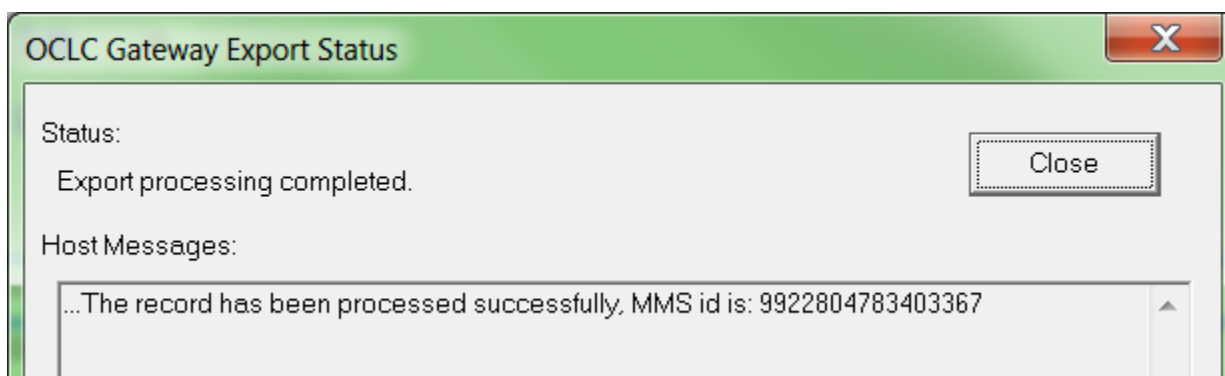 OCLC Gateway Export Status
Status:
Close
Export processing completed.
Host Messages:
...The record has been processed successfully, MMS id is: 9922804783403367